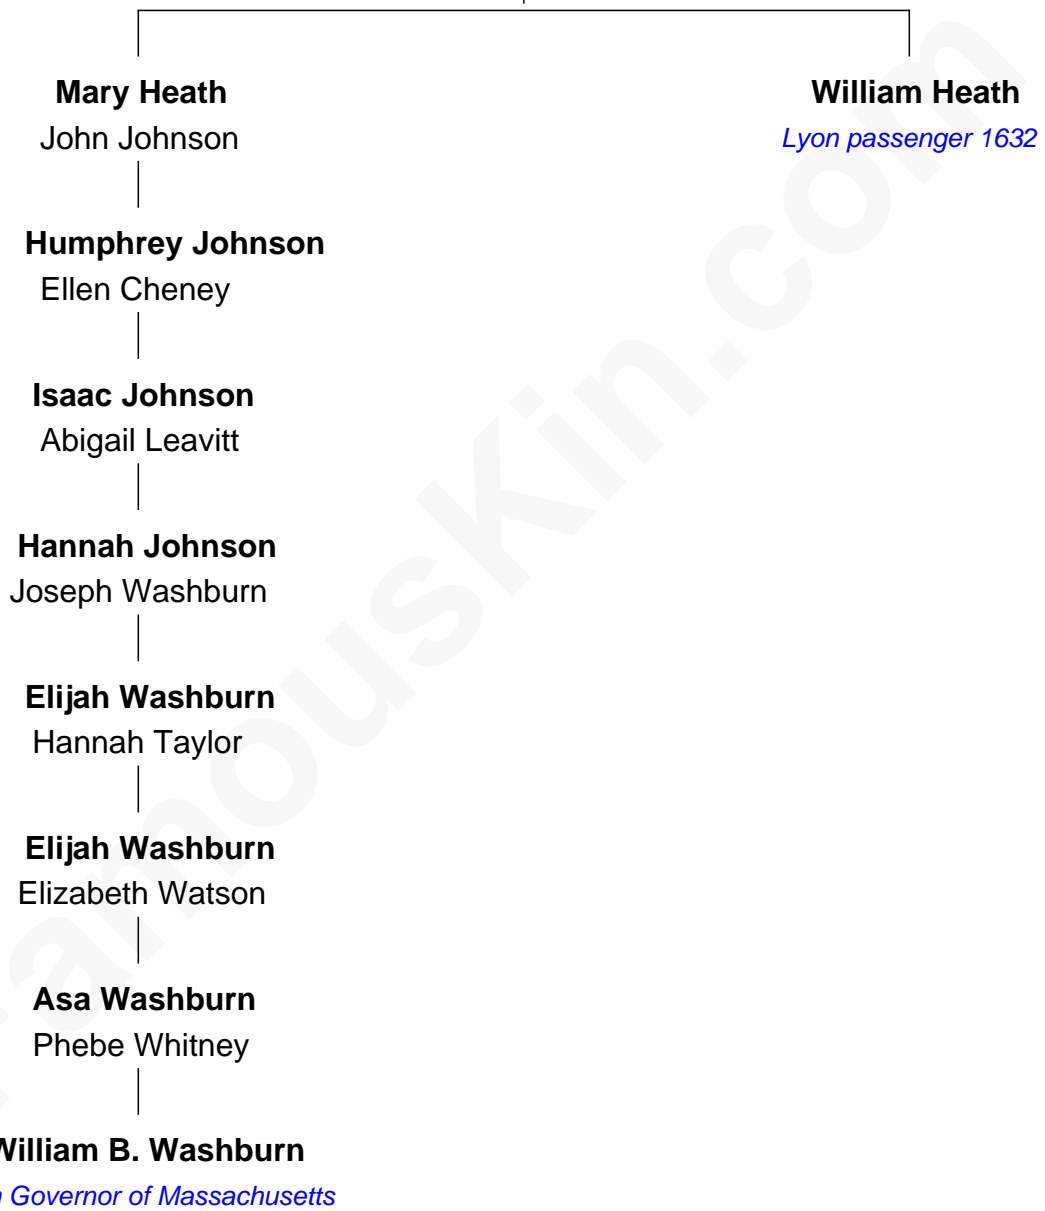 Mary Heath
William Heath
John Johnson
Lyon passenger 1632
Humphrey Johnson
Ellen Cheney
Isaac Johnson
Abigail Leavitt
Hannah Johnson
Joseph Washburn
Elijah Washburn
Hannah Taylor
Elijah Washburn
Elizabeth Watson
Asa Washburn
Phebe Whitney
William B. Washburn
Governor of Massachusetts
FamousKin.com